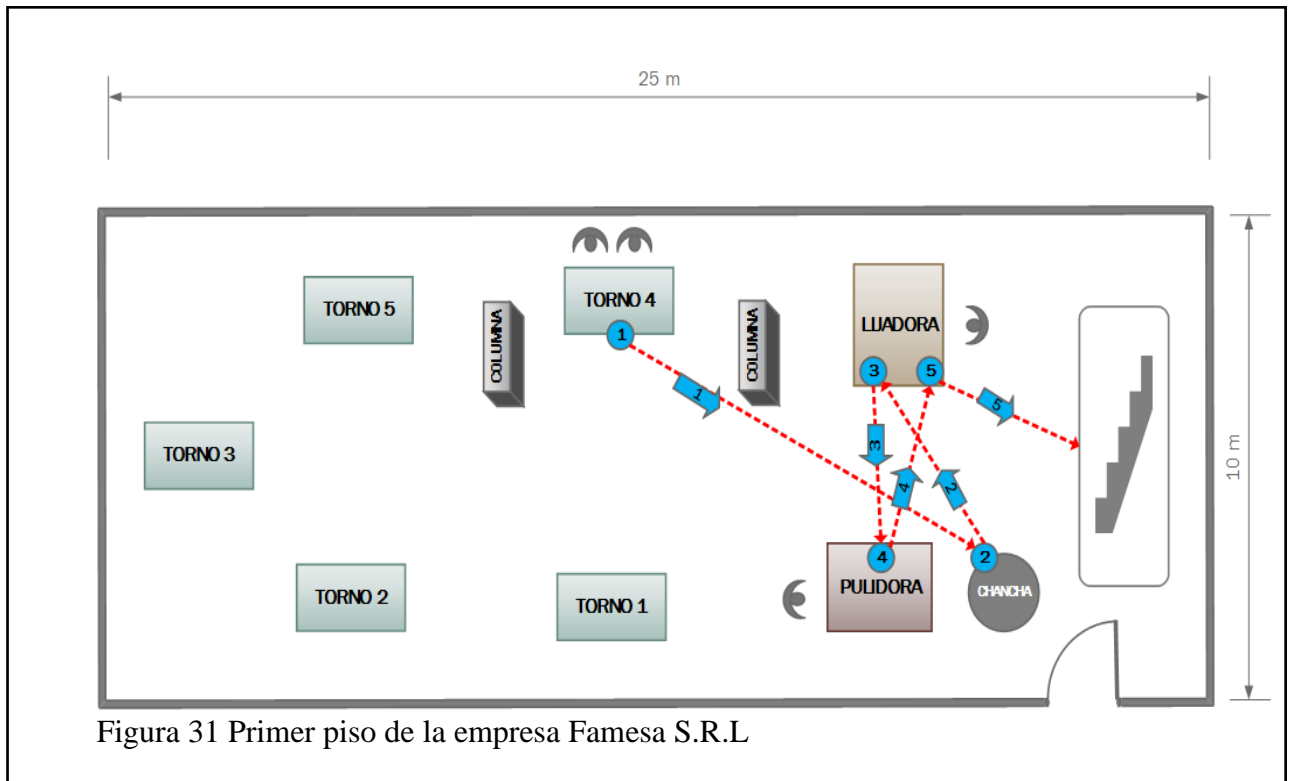 25 m
10 m
TORNO 5
COLUMNA
TORNO 4
COLUMNA
LIJADORA
1
1
3
5
5
3
TORNO 3
4
2
4
2
PULIDORA
CHANCHA
TORNO 2
TORNO 1
Figura 31 Primer piso de la empresa Famesa S.R.L